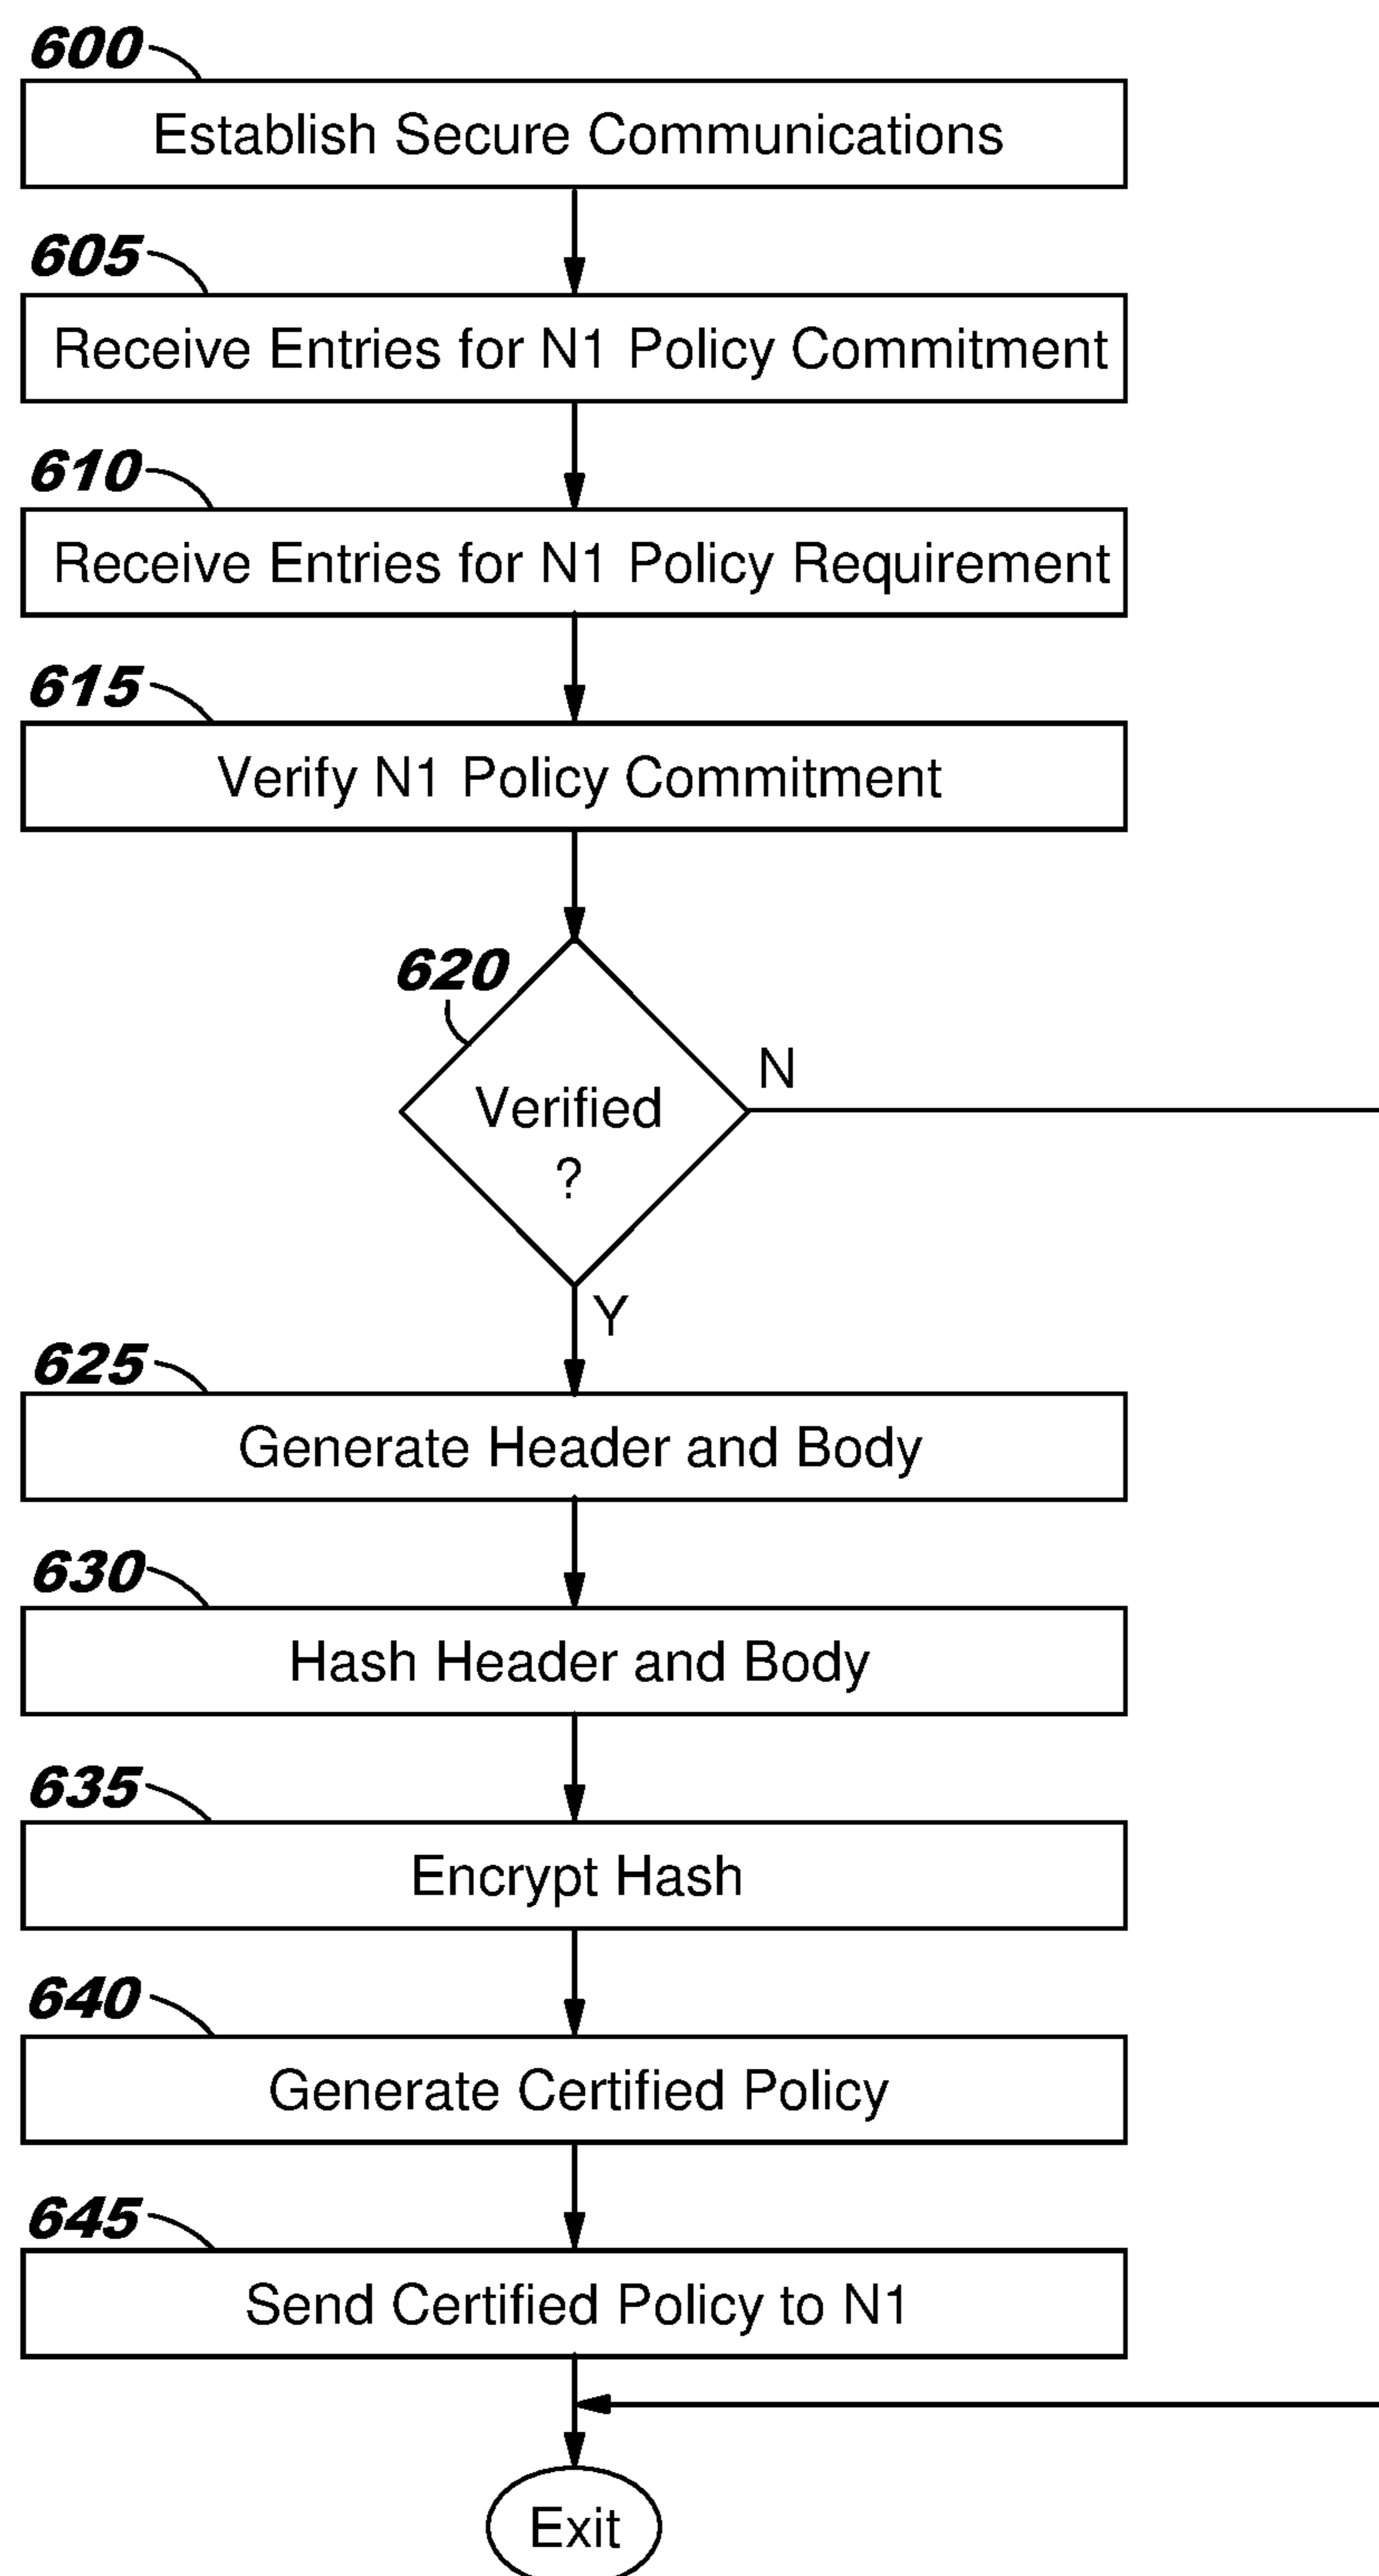 600
Establish Secure Communications
605
Receive Entries for N1 Policy Commitment
610
Receive Entries for N1 Policy Requirement
615
Verify N1 Policy Commitment
620
Verified
?
N
Y
625
Generate Header and Body
630
Hash Header and Body
635
Encrypt Hash
640
Generate Certified Policy
645
Send Certified Policy to N1
Exit